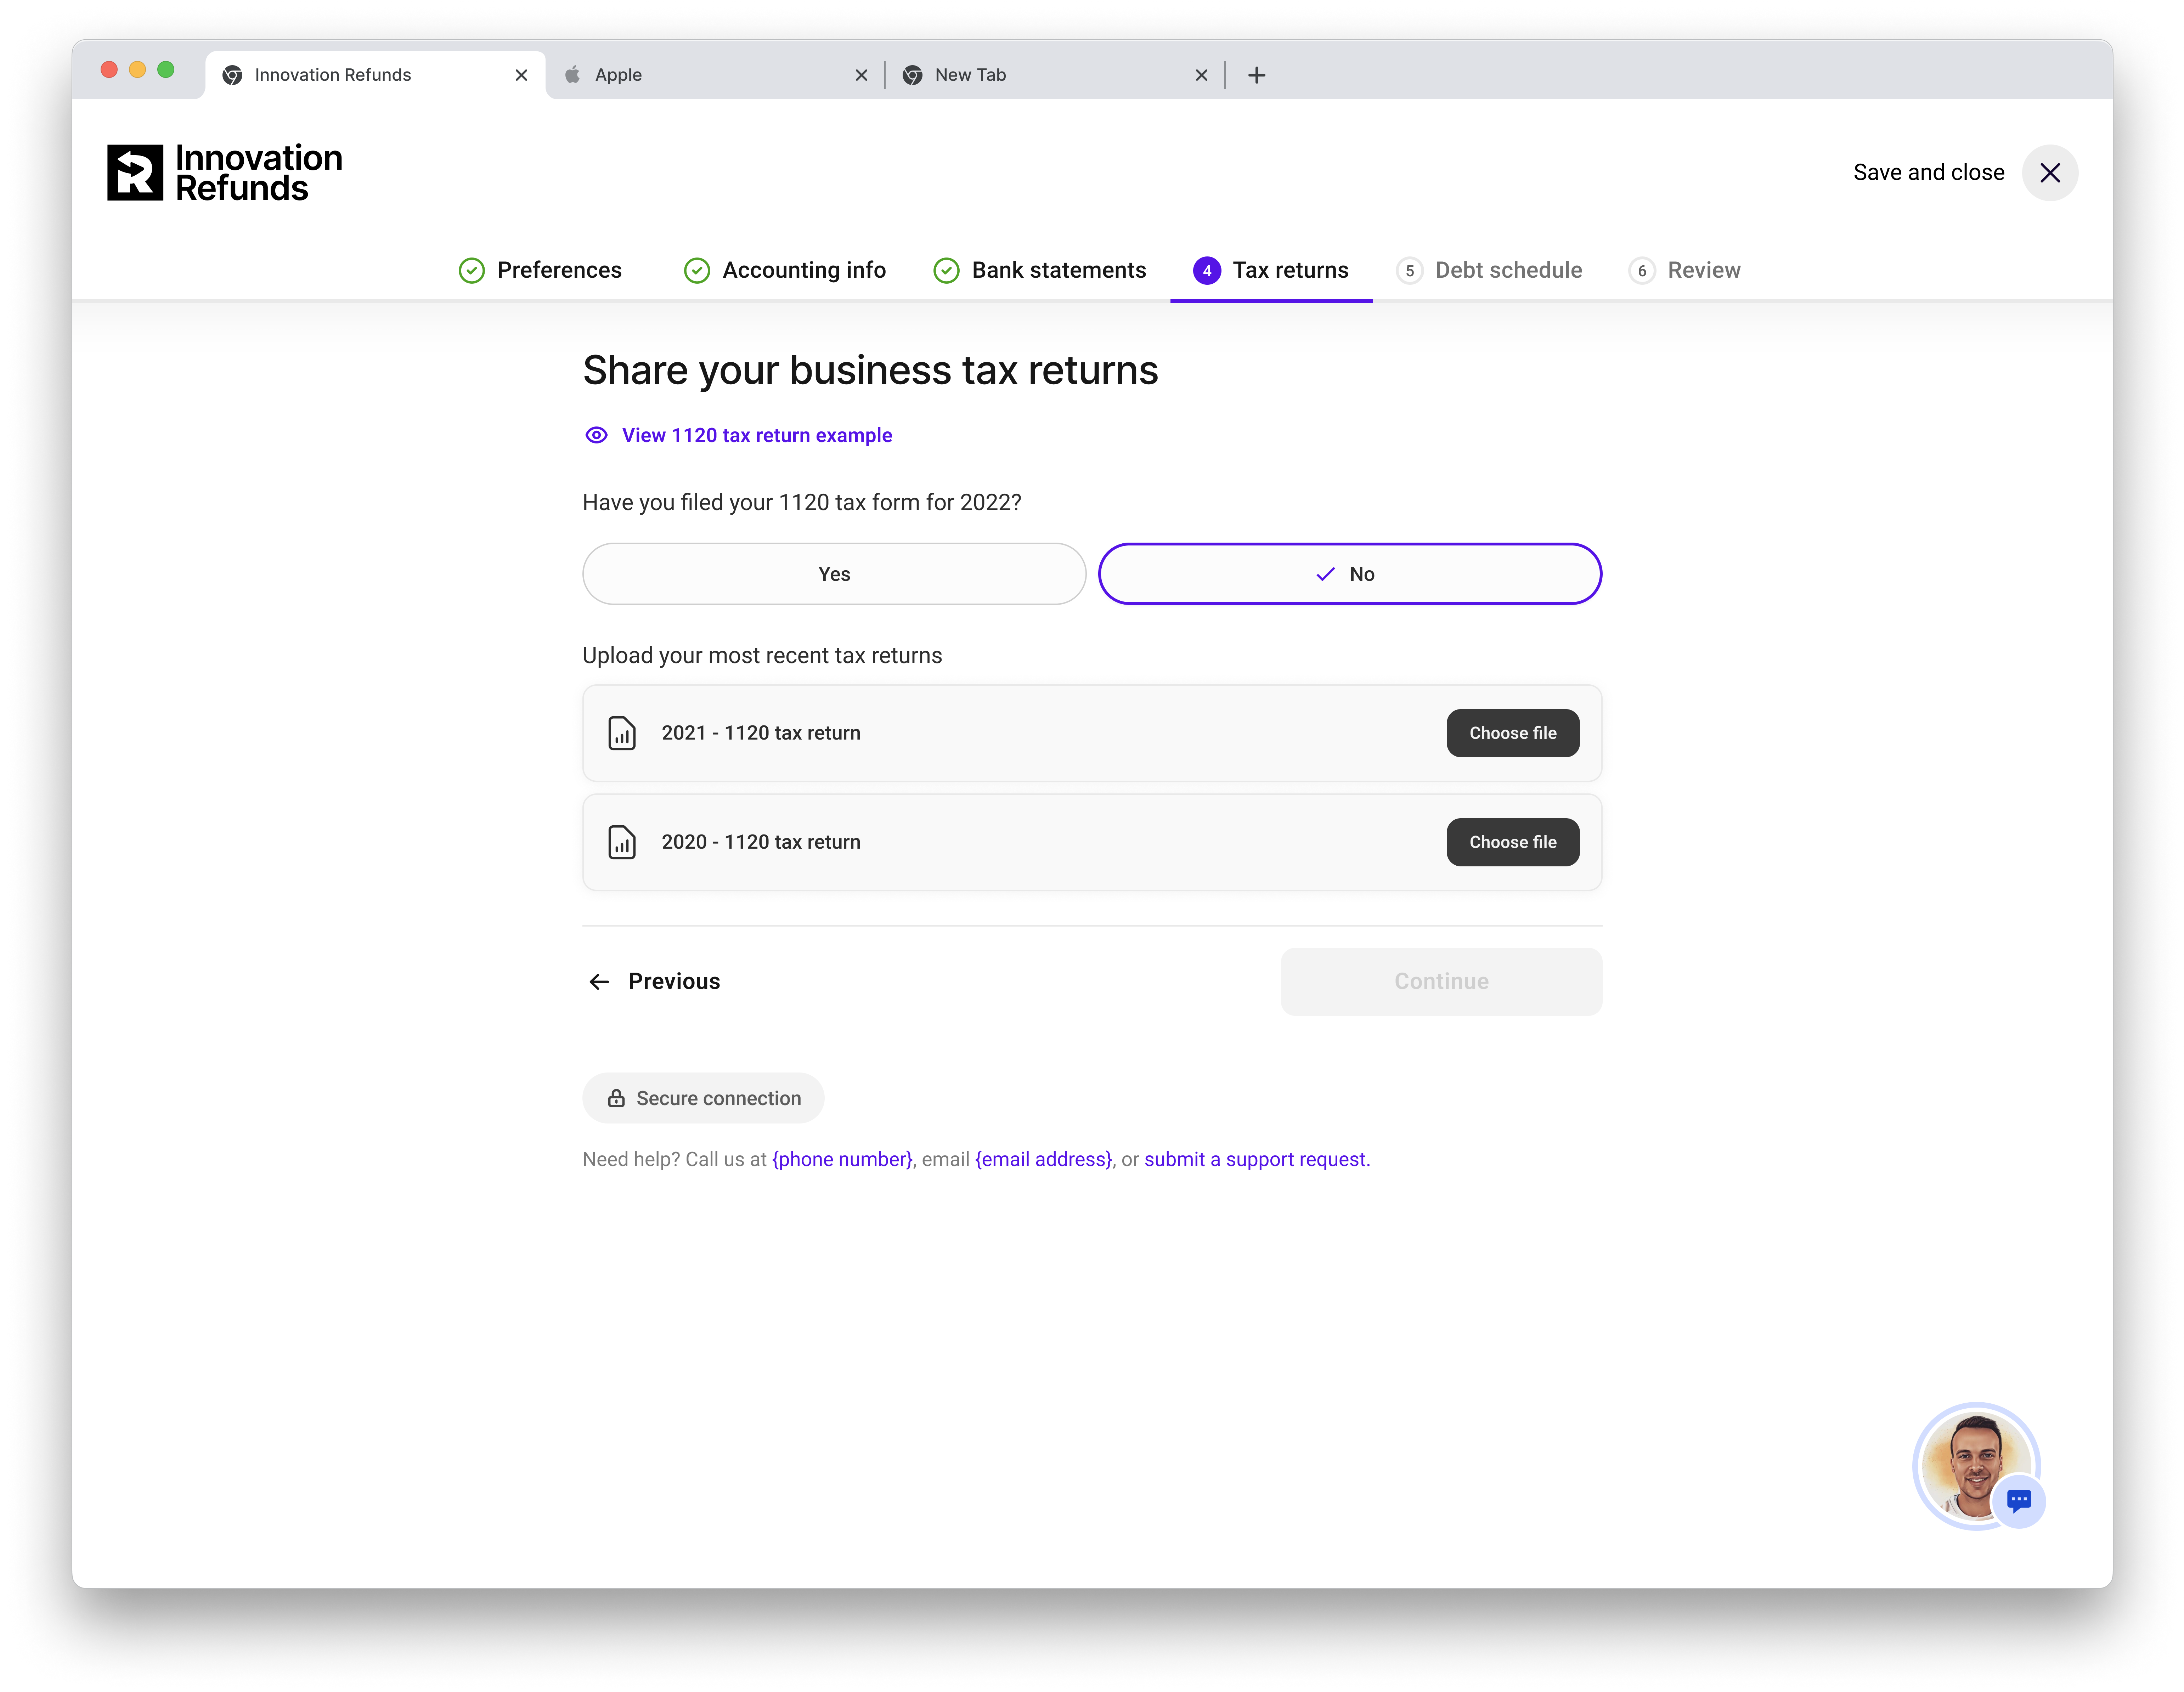 Innovation Refunds
Apple
New Tab
Innovation
Refunds
Save and close
Preferences
Accounting info
Bank statements
4 Tax returns
5 Debt schedule
6 Review
Share your business tax returns
View 1120 tax return example
Have you filed your 1120 tax form for 2022?
Yes
No
Upload your most recent tax returns
2021 - 1120 tax return
Choose file
2020 - 1120 tax return
Choose file
Previous
Continue
Secure connection
Need help? Call us at {phone number}, email {email address}, or submit a support request.